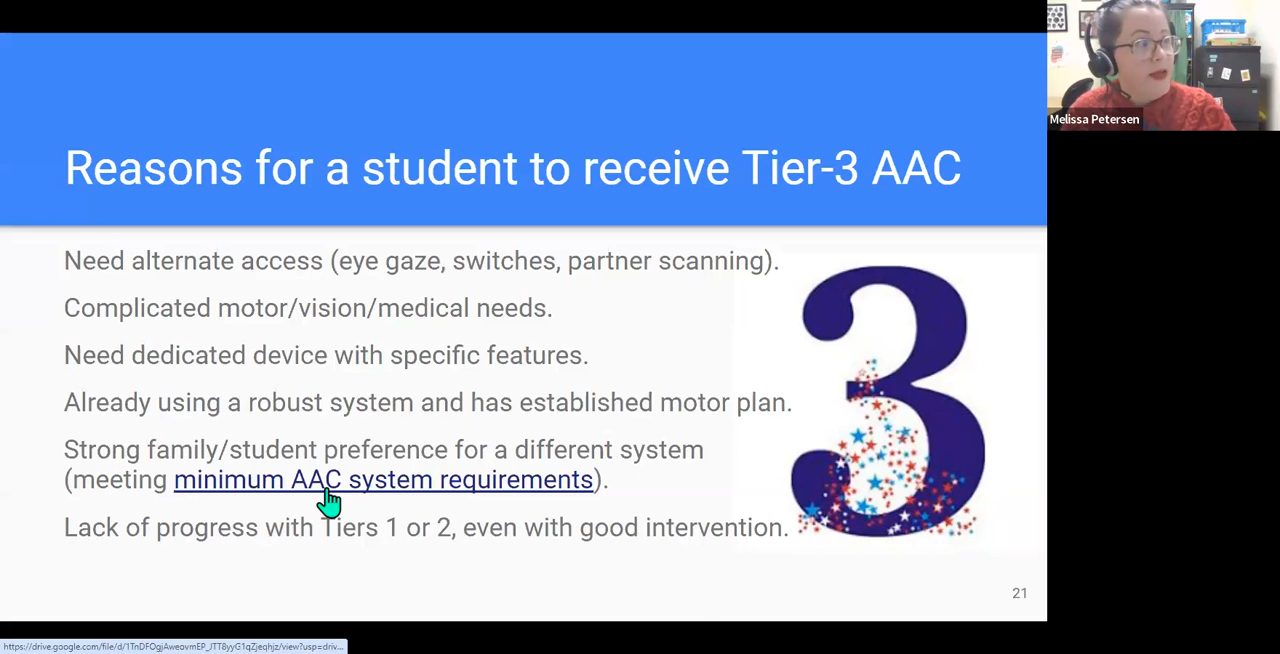 Reasons for a student to receive Tier-3 AAC
Need alternate access (eye gaze, switches, partner scanning).
Complicated motor/vision/medical needs.
Need dedicated device with specific features.
Already using a robust system and has established motor plan.
Strong family/student preference for a different system
(meeting minimum AAC system requirements).
Lack of progress with Tiers 1 or 2, even with good intervention.
3
21
Melissa Petersen